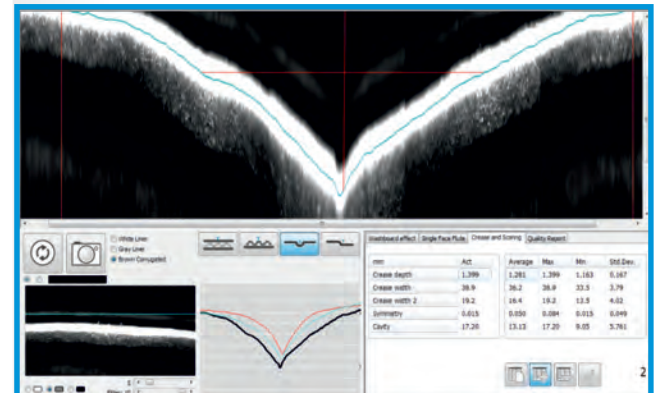 White Liner
Gray Liner
Brown Corrugated
Washboard effect Single Face Flute Crease and Scoring Quality Report
mm Act Average Max Min Std.Dev.
Crease depth 1.399 1.281 1.399 1.163 0.167
Crease width 38.9 36.2 38.9 33.5 3.79
Crease width 2 19.2 16.4 19.2 13.5 4.02
Symmetry 0.015 0.050 0.084 0.015 0.049
Cavity 17.20 13.13 17.20 9.05 5.761
2